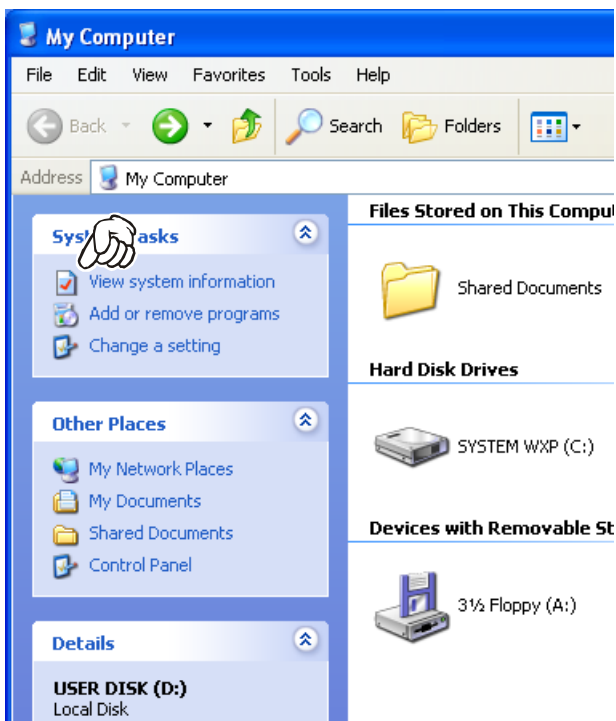 My Computer
File Edit View Favorites Tools Help
Back Search Folders
Address My Computer
System Tasks
View system information
Add or remove programs
Change a setting
Other Places
My Network Places
My Documents
Shared Documents
Control Panel
Details
USER DISK (D:)
Local Disk
Files Stored on This Comput
Shared Documents
Hard Disk Drives
SYSTEM WXP (C:)
Devices with Removable St
3½ Floppy (A:)